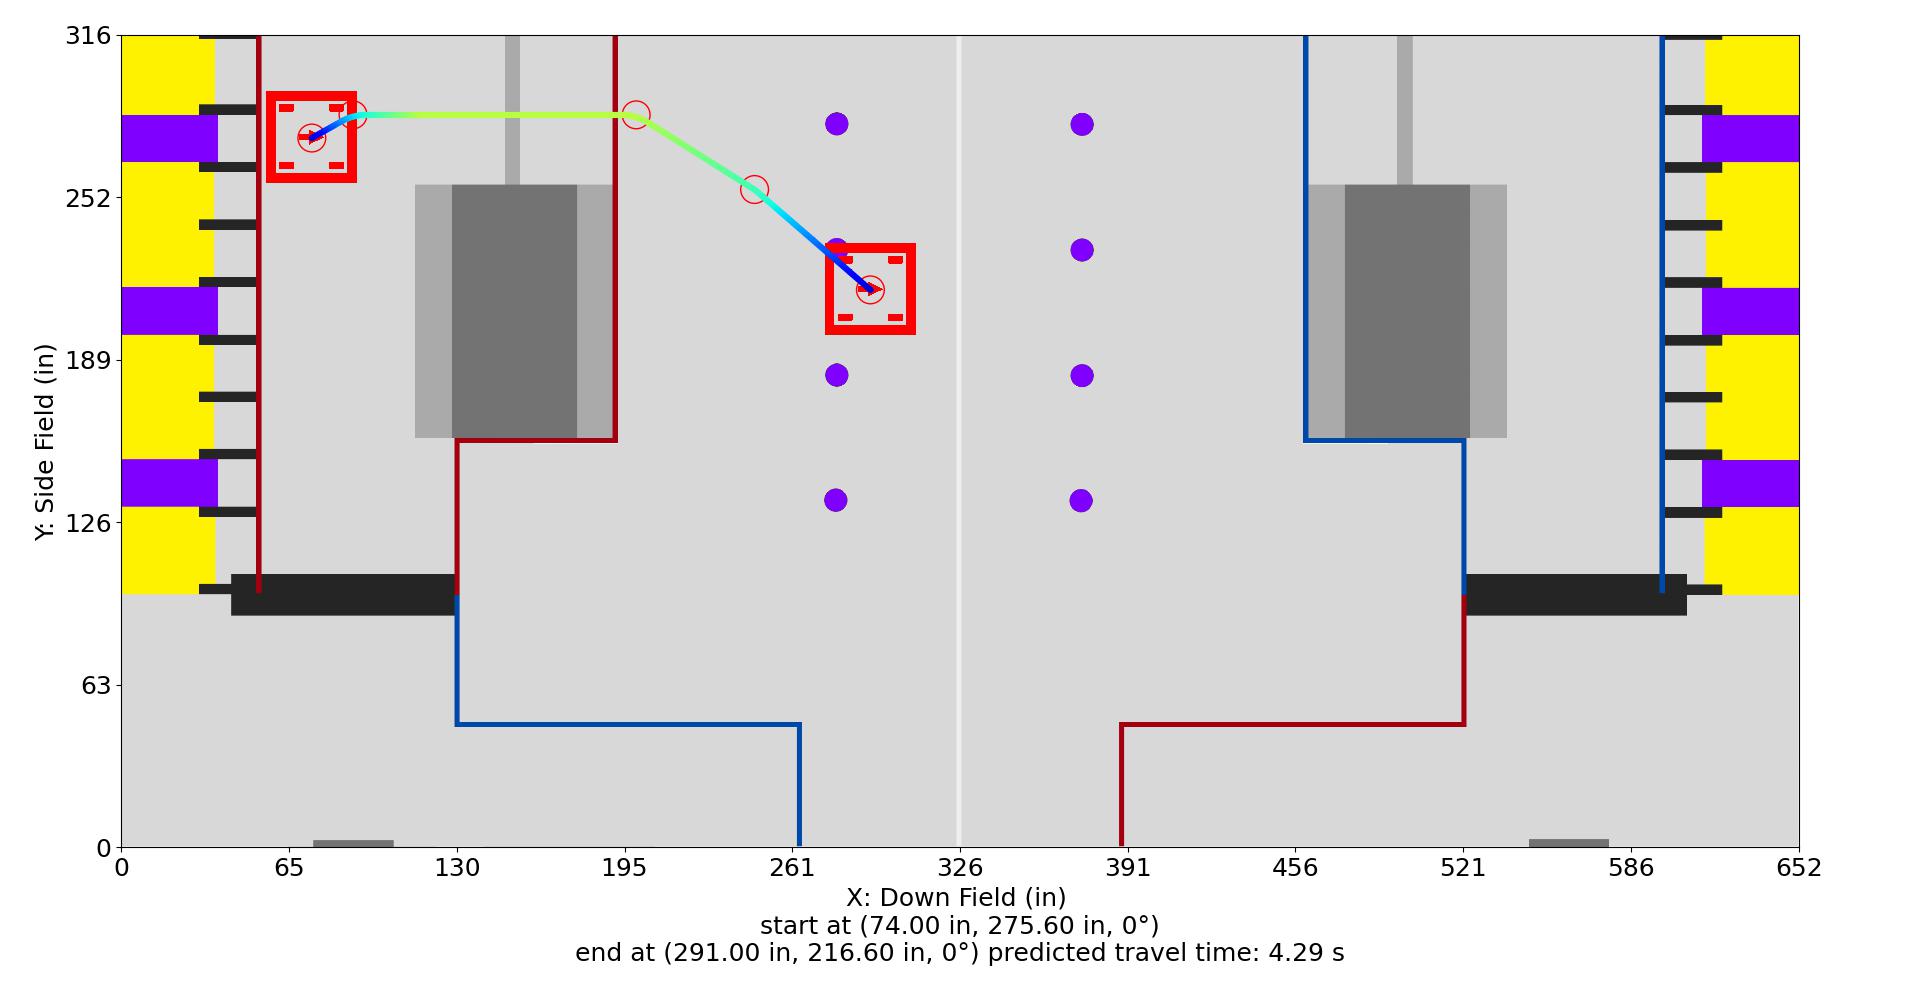 316
252
189
126
63
0
Y: Side Field (in)
0 65 130 195 261 326 391 456 521 586 652
X: Down Field (in)
start at (74.00 in, 275.60 in, 0°)
end at (291.00 in, 216.60 in, 0°) predicted travel time: 4.29 s